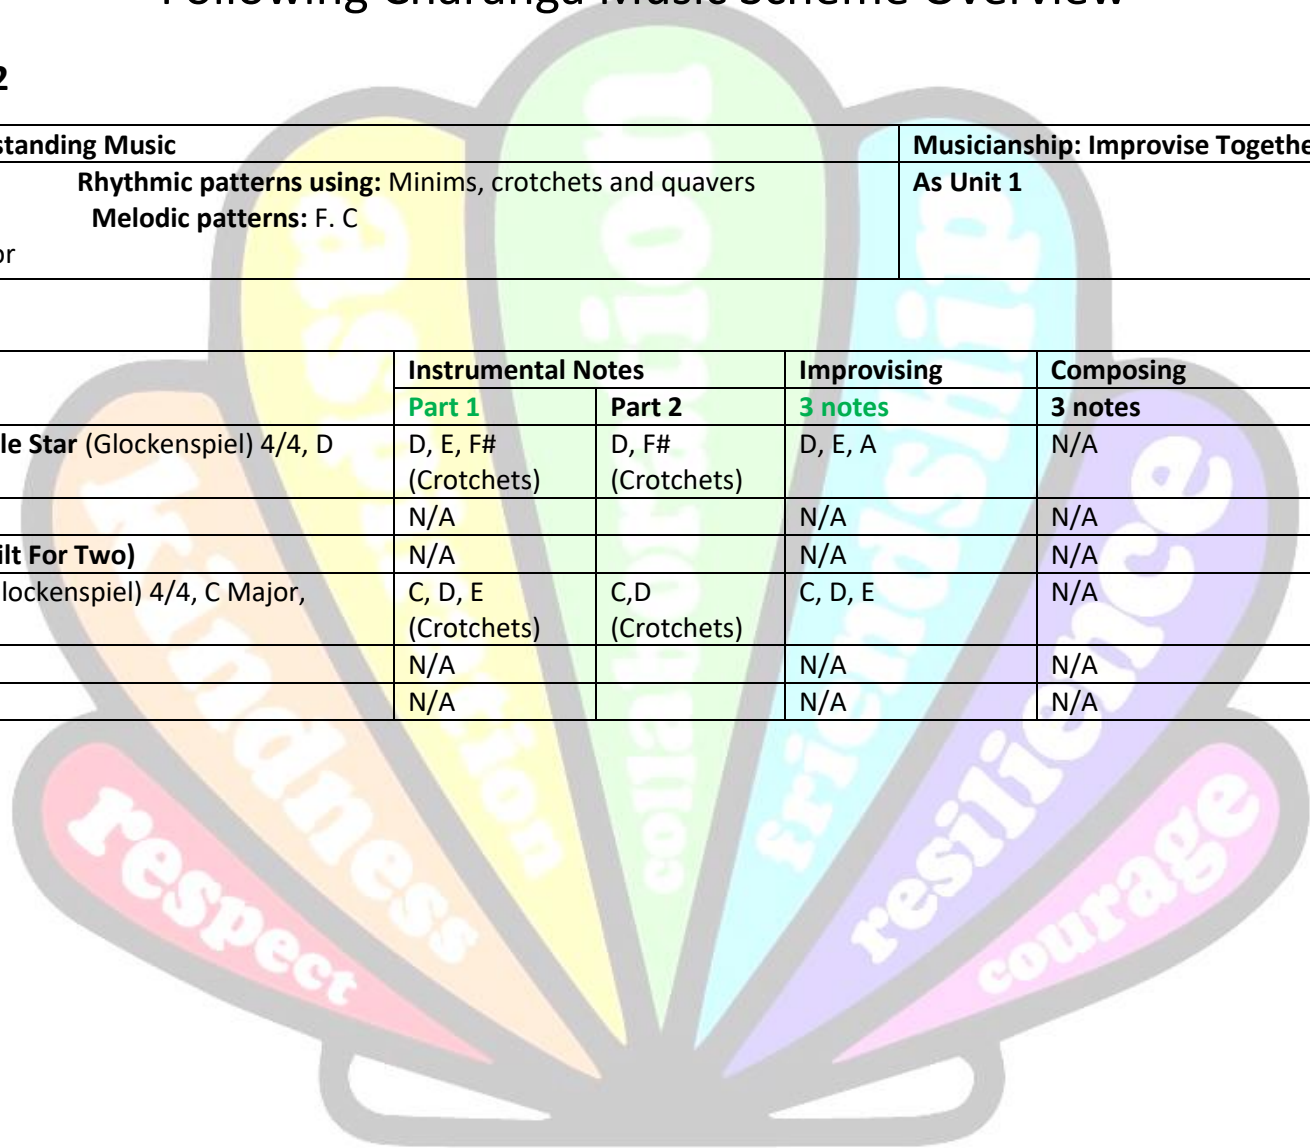 Following Charanga Music Scheme Overview
2
standing Music Musicianship: Improvise Togethe
Rhythmic patterns using: Minims, crotchets and quavers As Unit 1
Melodic patterns: F. C
or
Instrumental Notes Improvising Composing
Part 1 Part 2 3 notes 3 notes
le Star (Glockenspiel) 4/4, D D, E, F# D, F# D, E, A N/A
(Crotchets) (Crotchets)
N/A N/A N/A
ilt For Two) N/A N/A N/A
lockenspiel) 4/4, C Major, C, D, E C,D C, D, E N/A
(Crotchets) (Crotchets)
N/A N/A N/A
N/A N/A N/A
respect
kindness
collaboration
friendship
resilience
courage